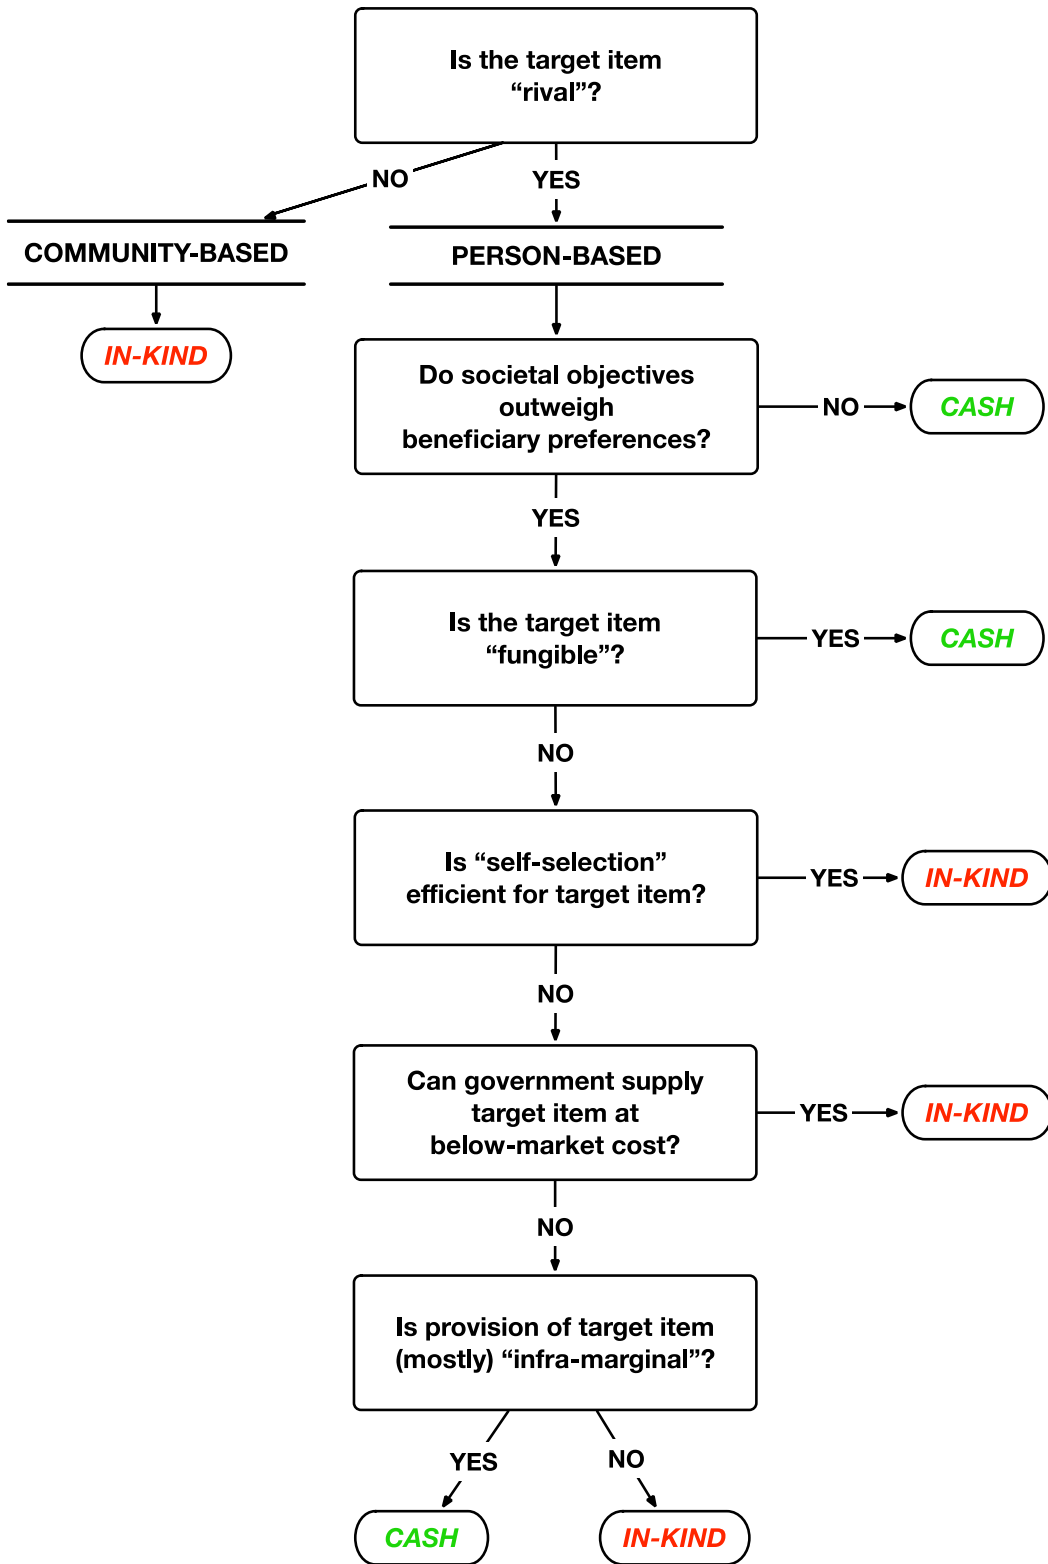 Is the target item
“rival”?
NO
YES
COMMUNITY-BASED
PERSON-BASED
IN-KIND
Do societal objectives
outweigh
beneficiary preferences?
NO
CASH
YES
Is the target item
“fungible”?
YES
CASH
NO
Is “self-selection”
efficient for target item?
YES
IN-KIND
NO
Can government supply
target item at
below-market cost?
YES
IN-KIND
NO
Is provision of target item
(mostly) “infra-marginal”?
YES
NO
CASH
IN-KIND